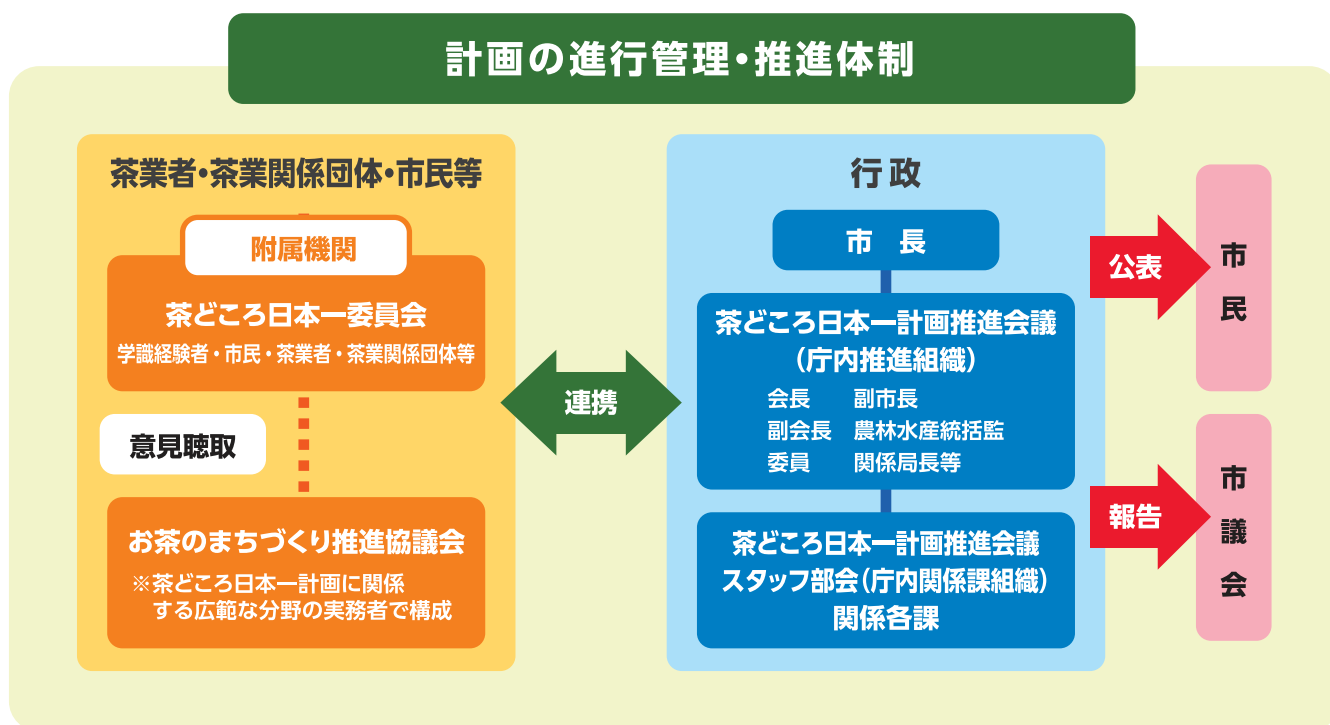 計画の進行管理・推進体制
茶業者・茶業関係団体・市民等
附属機関
茶どころ日本一委員会
学識経験者・市民・茶業者・茶業関係団体等
意見聴取
お茶のまちづくり推進協議会
※茶どころ日本一計画に関係
する広範な分野の実務者で構成
連携
行政
市 長
茶どころ日本一計画推進会議
（庁内推進組織）
会長 副市長
副会長 農林水産統括監
委員 関係局長等
茶どころ日本一計画推進会議
スタッフ部会（庁内関係課組織）
関係各課
公表
市民
報告
市議会